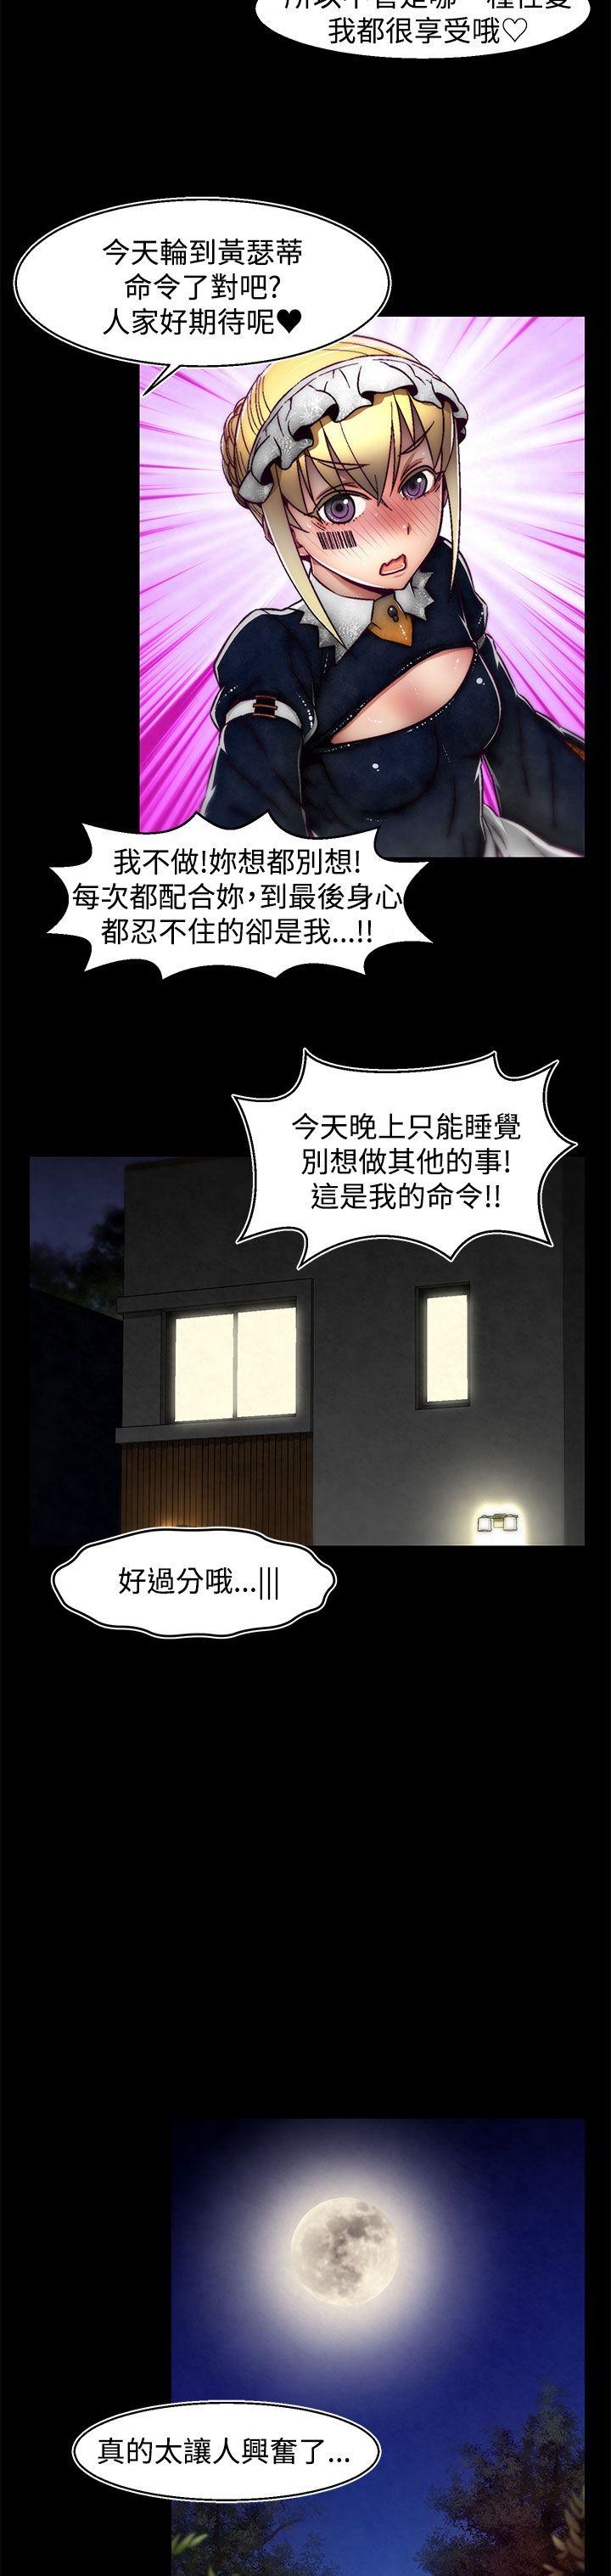 我都很享受哦♡
今天輪到黃瑟蒂
命令了對吧?
人家好期待呢♥
我不做!妳想都別想!
每次都配合妳,到最後身心
都忍不住的卻是我...!!
今天晚上只能睡覺
別想做其他的事!
這是我的命令!!
好過分哦...|||
真的太讓人興奮了...